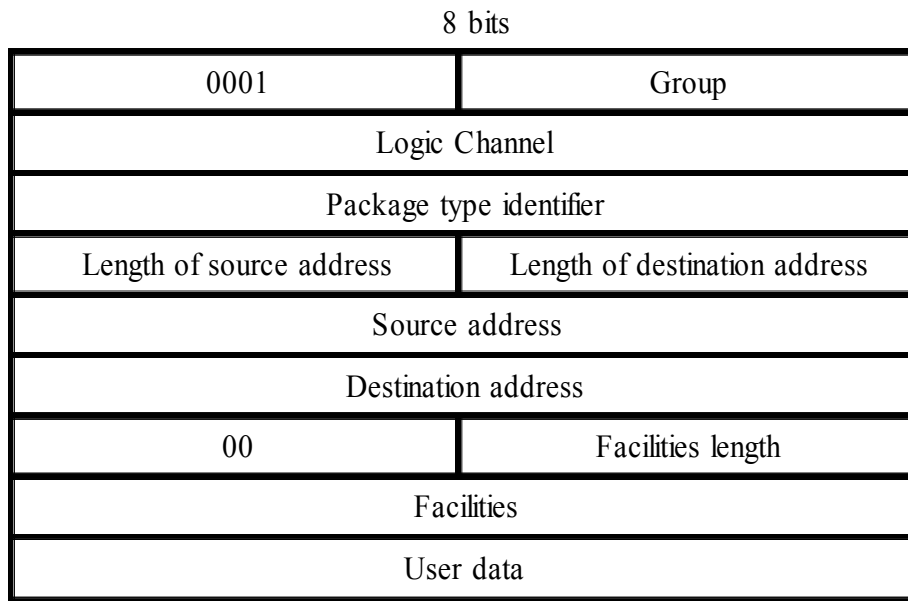 8 bits
0001 Group
Logic Channel
Package type identifier
Length of source address Length of destination address
Source address
Destination address
00 Facilities length
Facilities
User data